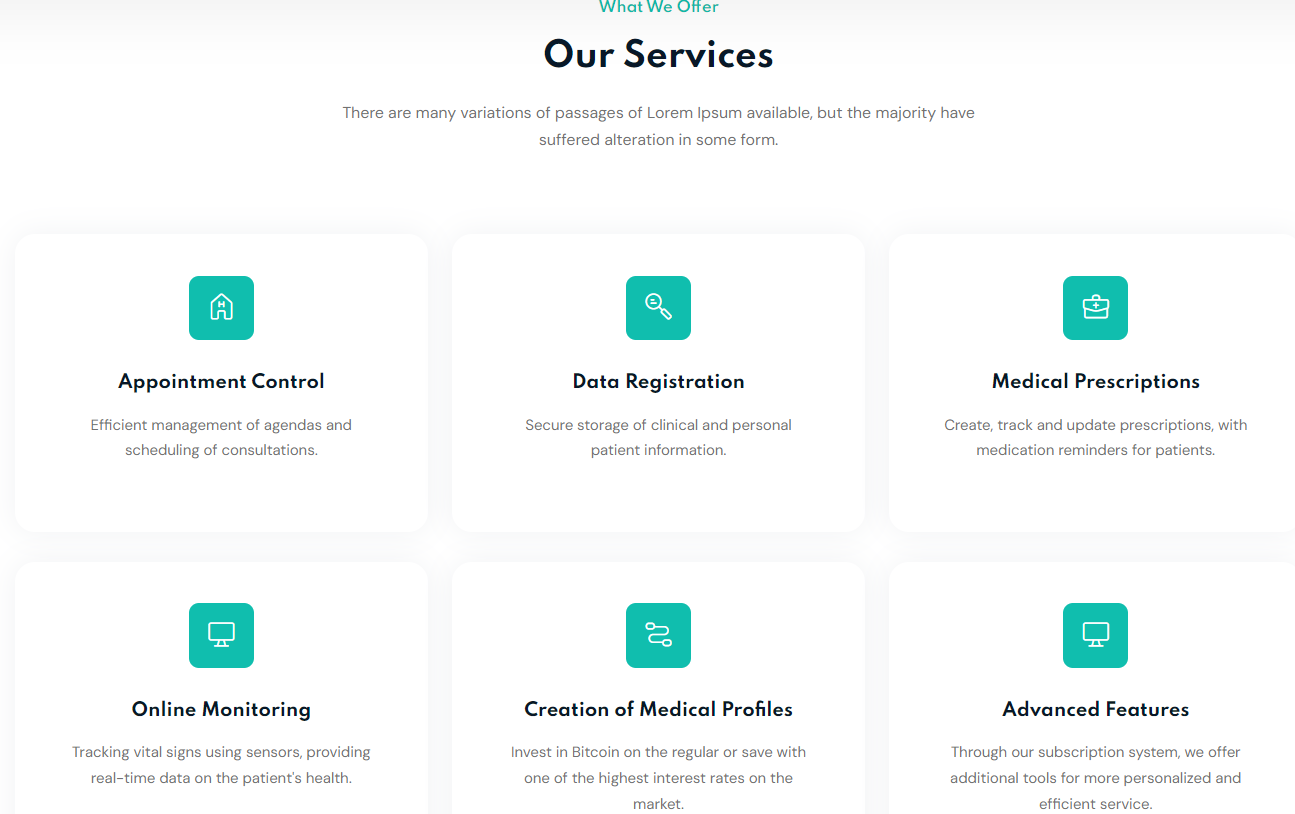 What We Offer
Our Services
There are many variations of passages of Lorem Ipsum available, but the majority have
suffered alteration in some form.
Appointment Control
Efficient management of agendas and
scheduling of consultations.
Data Registration
Secure storage of clinical and personal
patient information.
Medical Prescriptions
Create, track and update prescriptions, with
medication reminders for patients.
Online Monitoring
Tracking vital signs using sensors, providing
real-time data on the patient's health.
Creation of Medical Profiles
Invest in Bitcoin on the regular or save with
one of the highest interest rates on the
market.
Advanced Features
Through our subscription system, we offer
additional tools for more personalized and
efficient service.